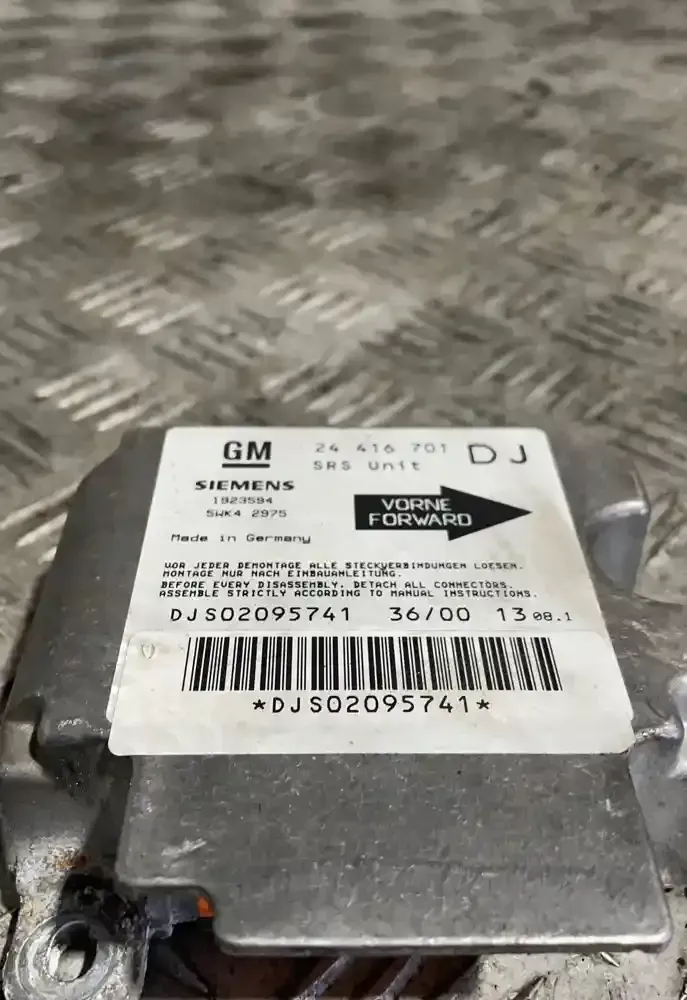 GM 24 416 701 DJ
SRS Unit
SIEMENS
1923594
5WK4 2975
VORNE
FORWARD
Made in Germany
VOR JEDER DEMONTAGE ALLE STECKVERBINDUNGEN LOESEN.
MONTAGE NUR NACH EINBAUANLEITUNG.
BEFORE EVERY DISASSEMBLY, DETACH ALL CONNECTORS.
ASSEMBLE STRICTLY ACCORDING TO MANUAL INSTRUCTIONS.
DJS02095741 36/00 13 08.1
*DJS02095741*